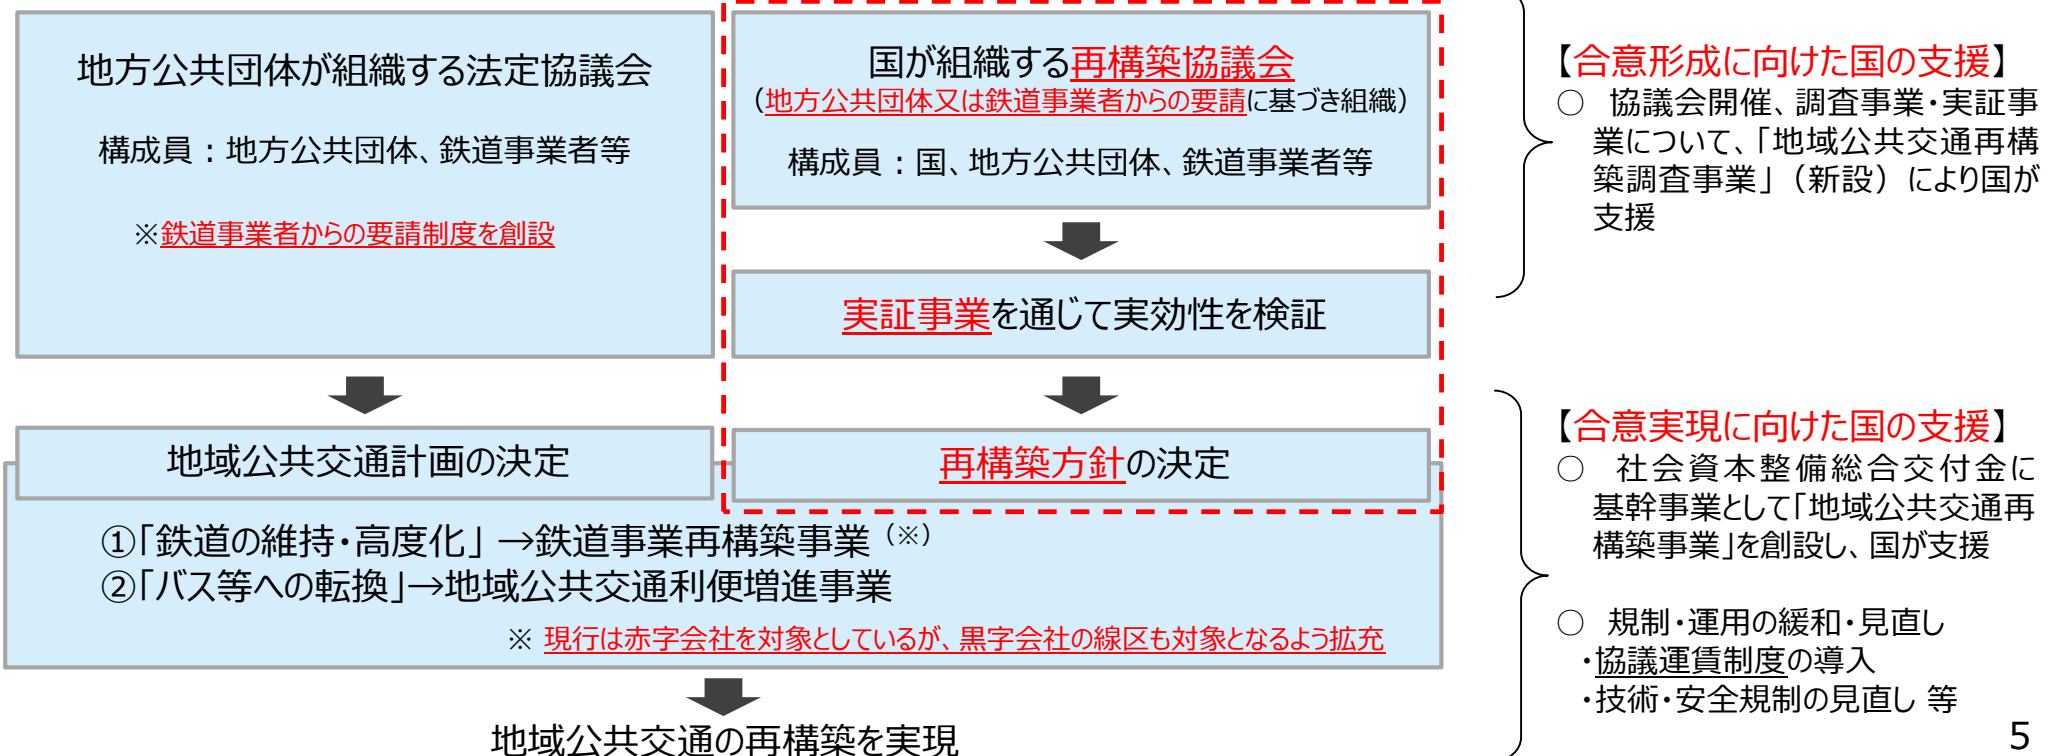 地方公共団体が組織する法定協議会
構成員：地方公共団体、鉄道事業者等
※鉄道事業者からの要請制度を創設
国が組織する再構築協議会
（地方公共団体又は鉄道事業者からの要請に基づき組織）
構成員：国、地方公共団体、鉄道事業者等
実証事業を通じて実効性を検証
地域公共交通計画の決定
再構築方針の決定
①「鉄道の維持・高度化」→鉄道事業再構築事業（※）
②「バス等への転換」→地域公共交通利便増進事業
※ 現行は赤字会社を対象としているが、黒字会社の線区も対象となるよう拡充
地域公共交通の再構築を実現
【合意形成に向けた国の支援】
○ 協議会開催、調査事業・実証事
業について、「地域公共交通再構
築調査事業」（新設）により国が
支援
【合意実現に向けた国の支援】
○ 社会資本整備総合交付金に
基幹事業として「地域公共交通再
構築事業」を創設し、国が支援
○ 規制・運用の緩和・見直し
・協議運賃制度の導入
・技術・安全規制の見直し 等
5